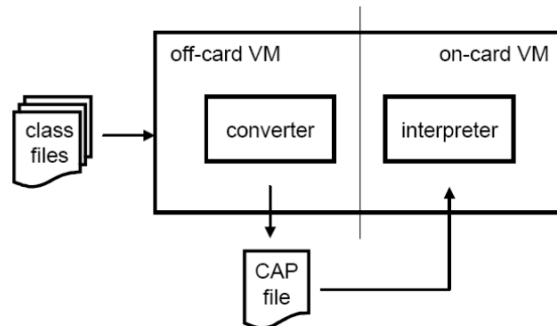 off-card VM
on-card VM
class
files
converter
interpreter
CAP
file